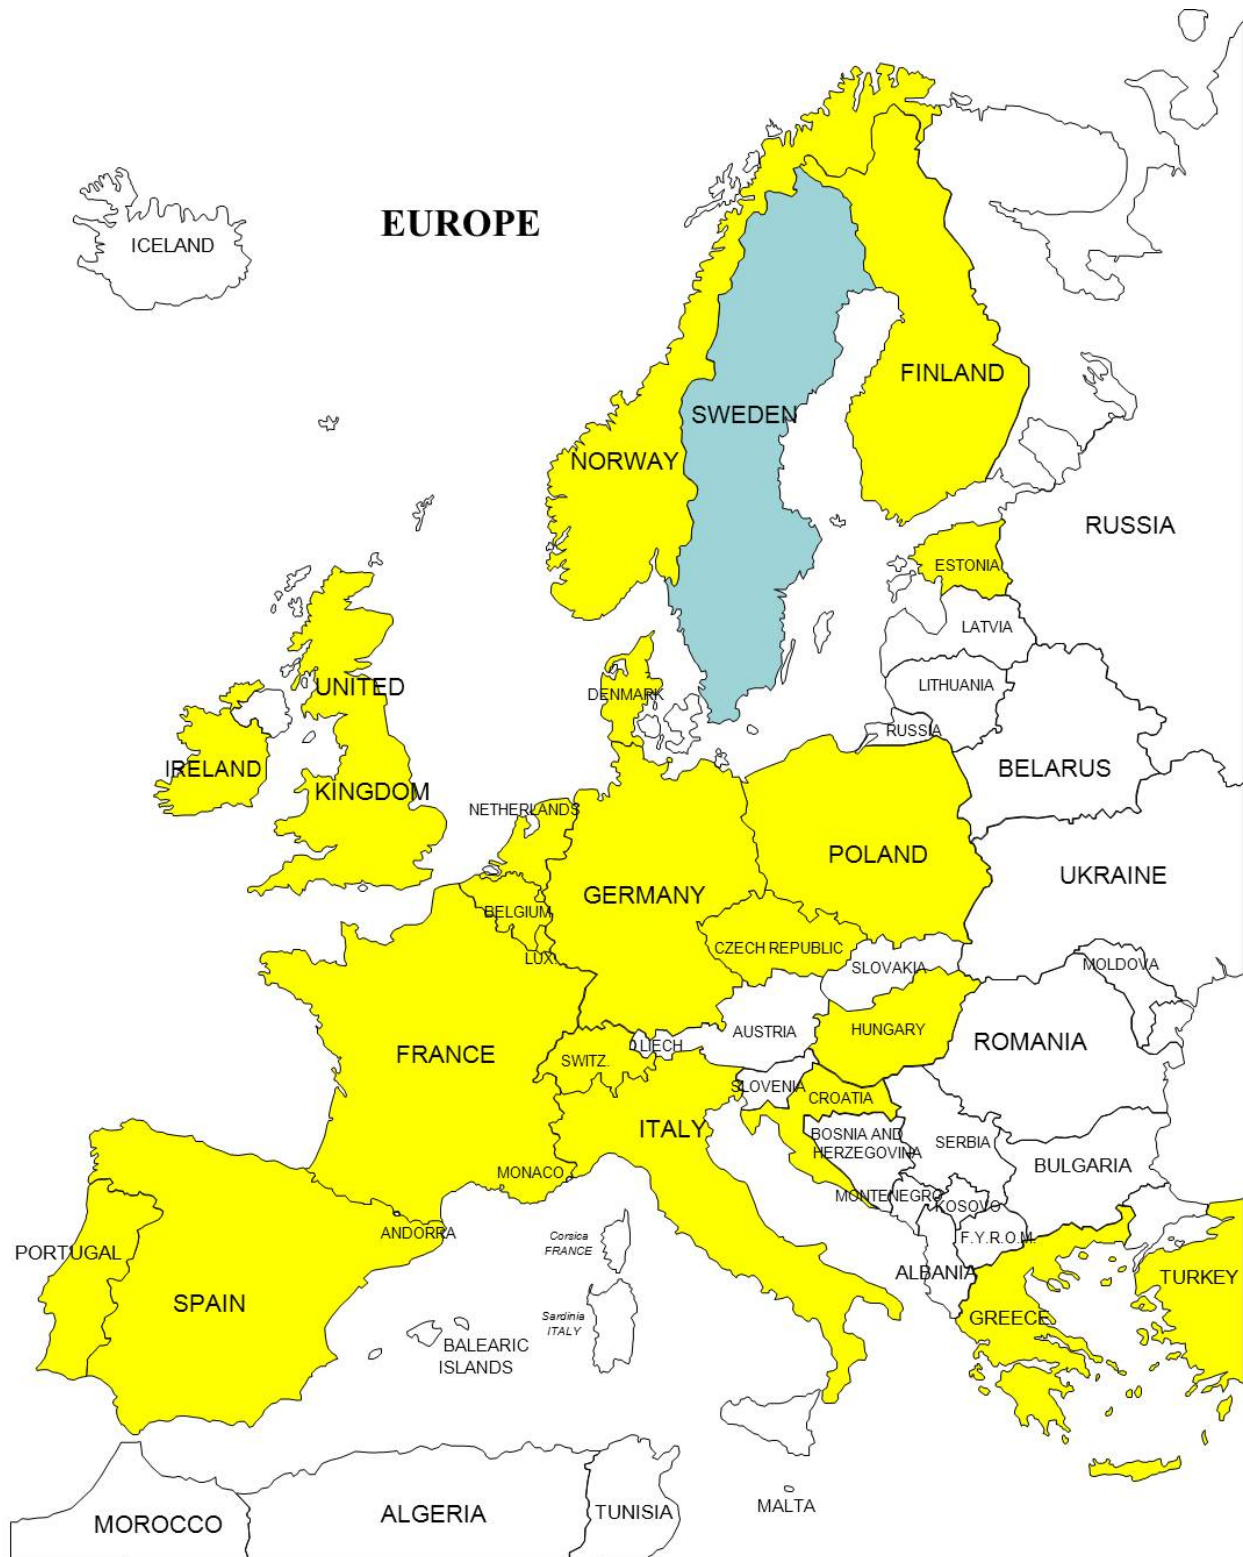 EUROPE
ICELAND
FINLAND
SWEDEN
NORWAY
RUSSIA
ESTONIA
LATVIA
LITHUANIA
RUSSIA
UNITED
KINGDOM
DENMARK
IRELAND
BELARUS
NETHERLANDS
POLAND
UKRAINE
GERMANY
BELGIUM
CZECH REPUBLIC
LUX.
SLOVAKIA
MOLDOVA
AUSTRIA
HUNGARY
ROMANIA
FRANCE
SWITZ.
LIECH
SLOVENIA
CROATIA
ITALY
BOSNIA AND
HERZEGOVINA
SERBIA
BULGARIA
MONACO
MONTENEGRO
KOSOVO
ANDORRA
Corsica
FRANCE
F.Y.R.O.M.
PORTUGAL
ALBANIA
TURKEY
SPAIN
Sardinia
ITALY
GREECE
BALEARIC
ISLANDS
MALTA
MOROCCO
ALGERIA
TUNISIA